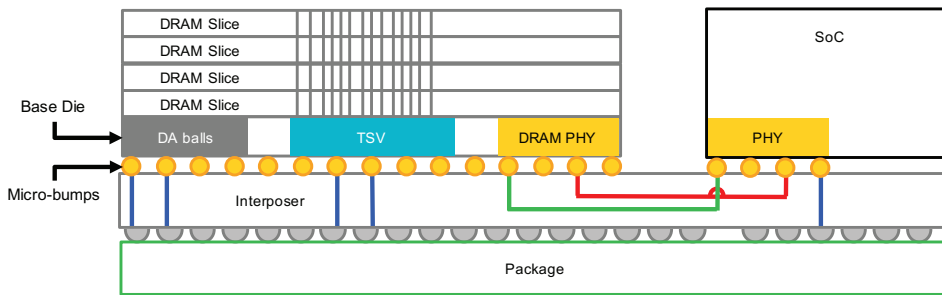 DRAM Slice
SoC
DRAM Slice
DRAM Slice
DRAM Slice
Base Die
DA balls
TSV
DRAM PHY
PHY
Micro-bumps
Interposer
Package